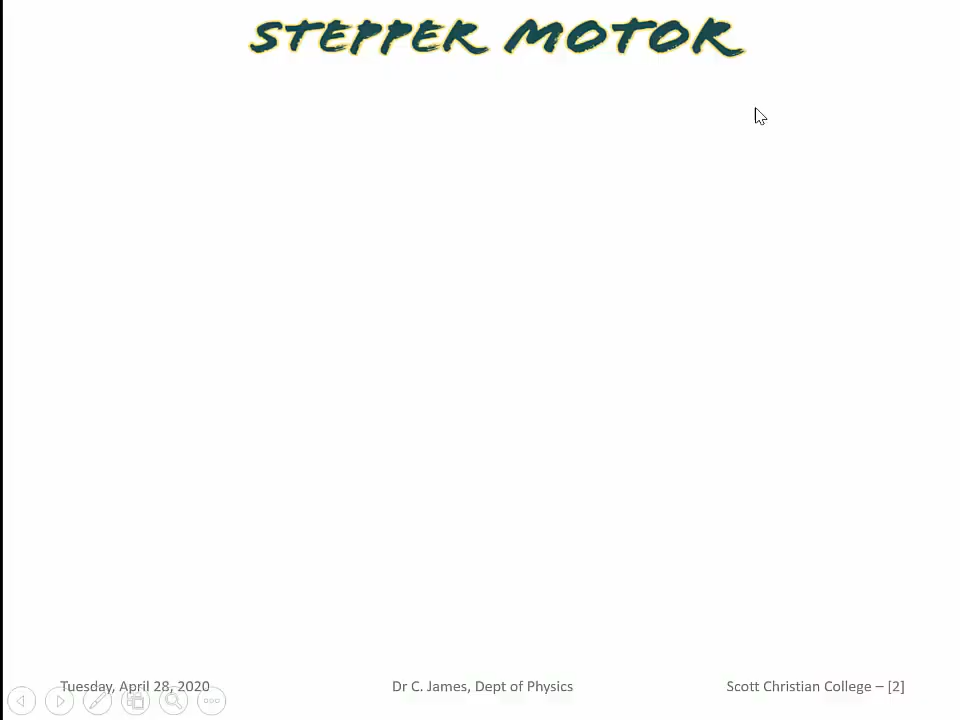 STEPPER MOTOR
Tuesday, April 28, 2020
Dr C. James, Dept of Physics
Scott Christian College – [2]